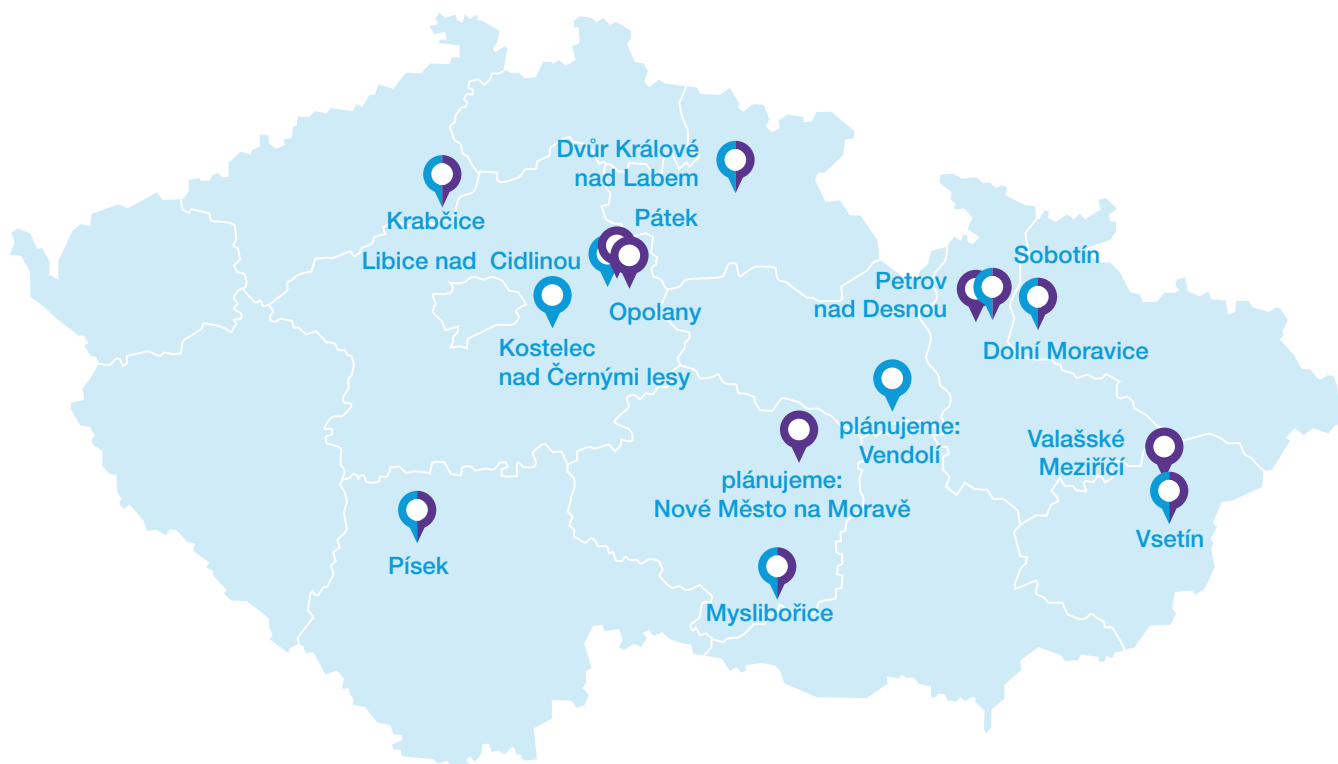 Dvůr Králové
nad Labem
Krabčice
Pátek
Libice nad Cidlinou
Opolany
Kostelec
nad Černými lesy
Sobotín
Petrov
nad Desnou
Dolní Moravice
plánujeme:
Vendolí
plánujeme:
Nové Město na Moravě
Valašské
Meziříčí
Vsetín
Písek
Myslibořice